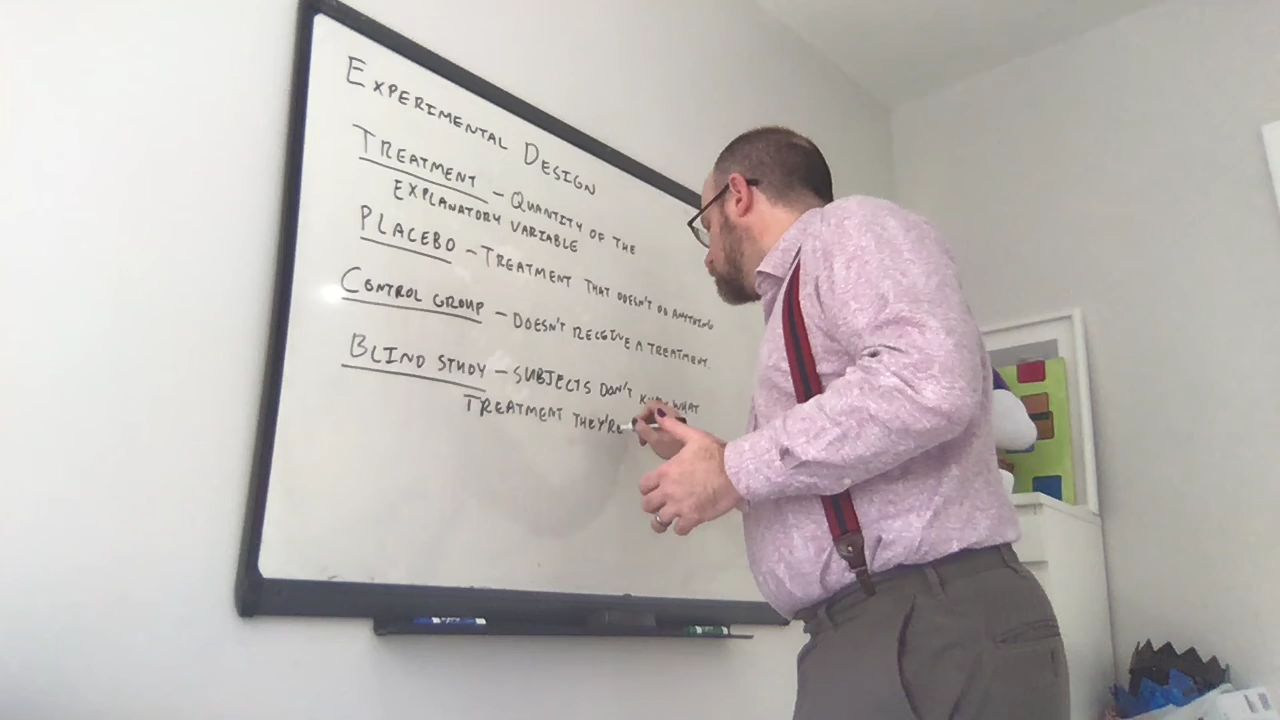 EXPERIMENTAL DESIGN
TREATMENT - QUANTITY OF THE
EXPLANATORY VARIABLE
PLACEBO - TREATMENT THAT DOESN'T DO ANYTHING
CONTROL GROUP - DOESN'T RECEIVE A TREATMENT.
BLIND STUDY - SUBJECTS DON'T KNOW WHAT
TREATMENT THEY'RE